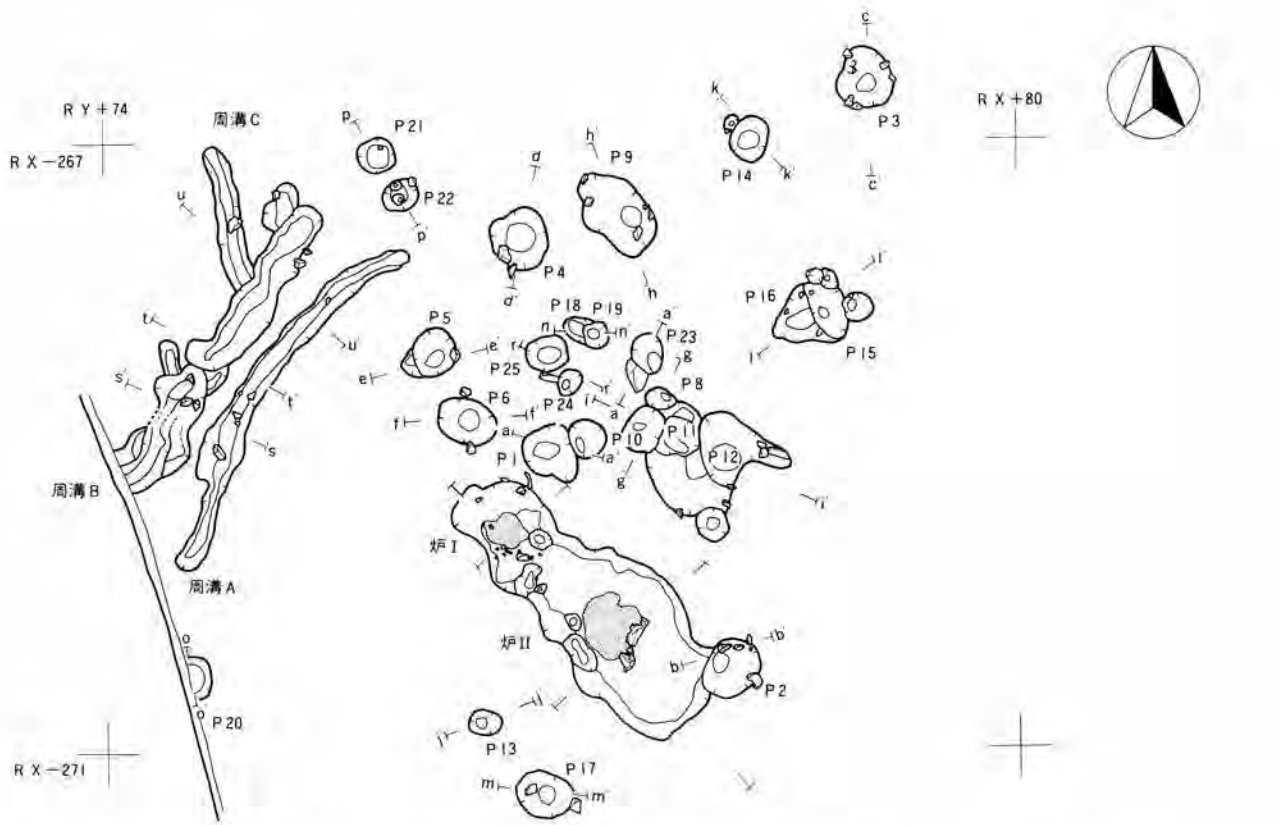 c
RY+74
周溝C
p
P21
k
RX+80
P3
h
P9
RX-267
P14
k'
d
c'
u
P22
p'
P4
d'
h
l'
P16
P18
P19
a'
t
P5
n
n'
P23
P15
l
u'
e
e'
r
g
P25
s'
P6
P24
r'
i
P8
a
t'
f
f'
a
P10
P11
s
P1
a'
P12
g'
i'
周溝B
炉I
周溝A
炉II
b'
b
o
P2
P20
j'
P13
RX-271
P17
m
m'